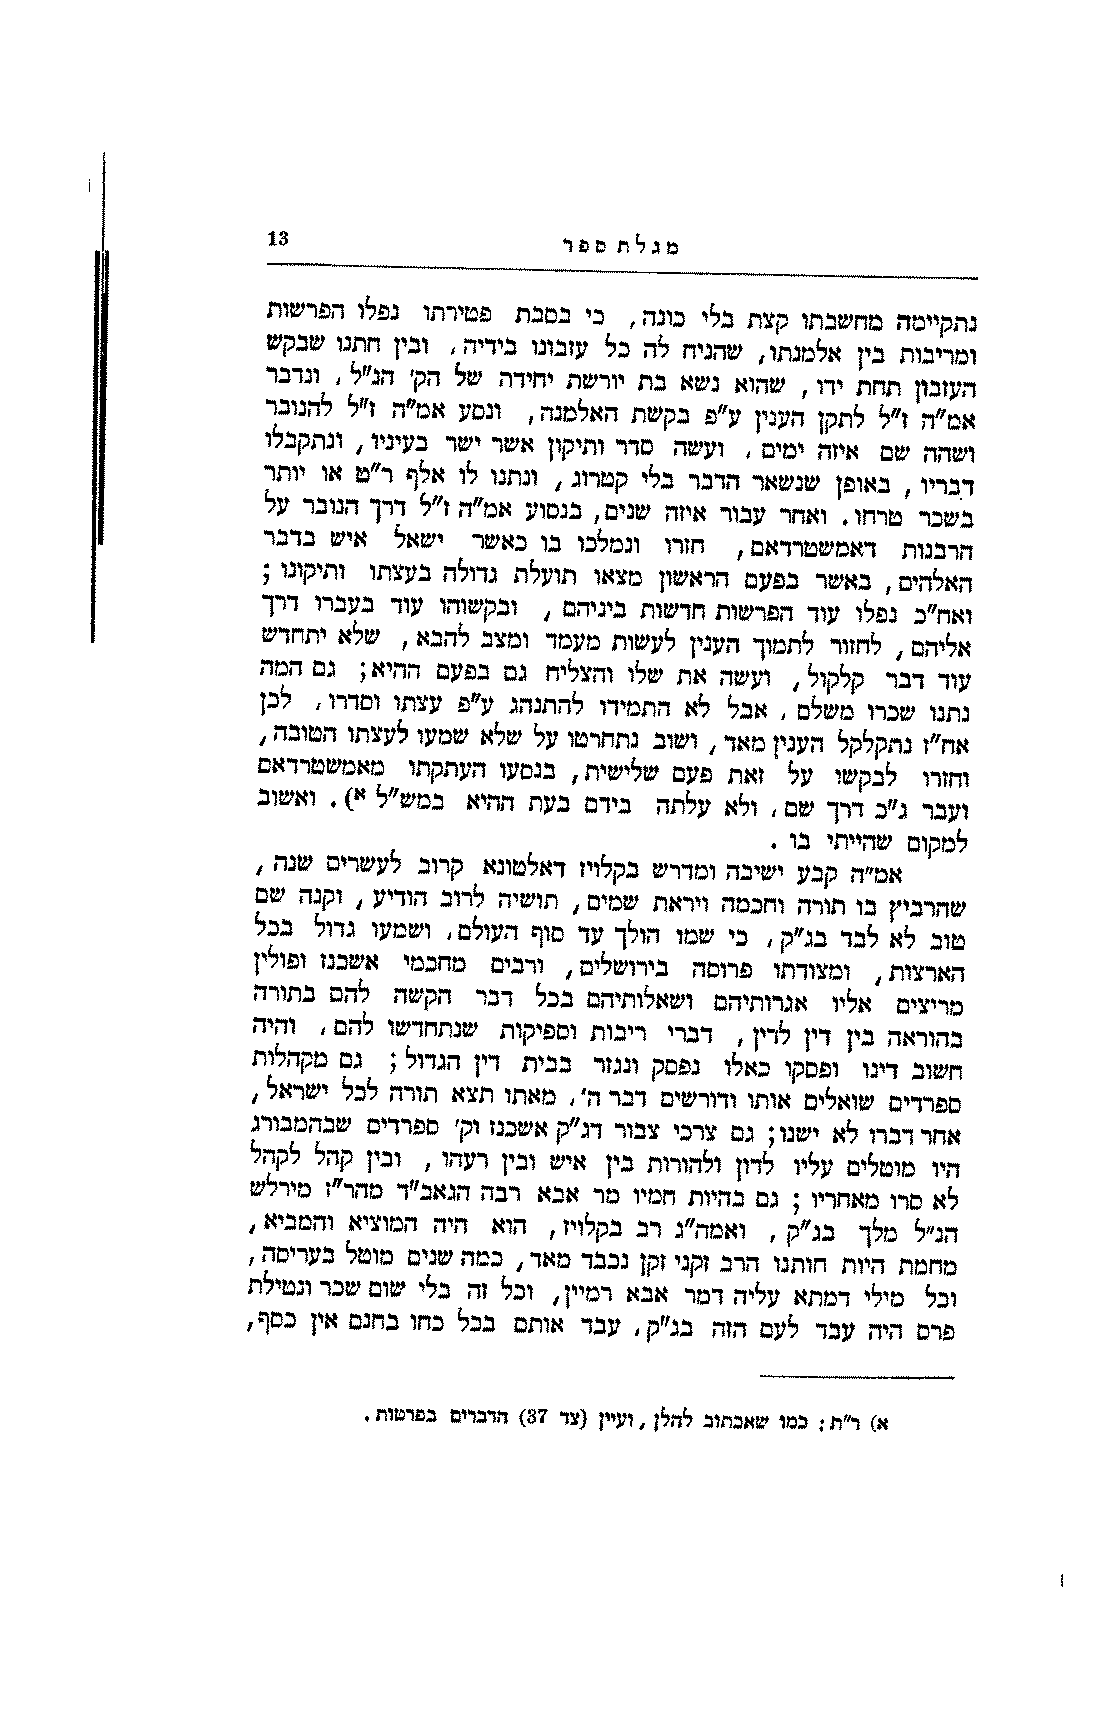 מגלת ספר 13
נתקיימה מחשבתו קצת בלי כונה, כי בסבת פטירתו נפלו הפרשות
ומריבות בין אלמנתו, שהניח לה כל עזבונו בידיה, ובין חתנו שבקש
העזבון תחת ידו, שהוא נשא בת יורשת יחידה של הק' הנ"ל, ונדבר
אמ"ה ז"ל לתקן הענין ע"פ בקשת האלמנה, ונסע אמ"ה ז"ל להנובר
ושהה שם איזה ימים, ועשה סדר ותיקון אשר ישר בעיניו, ונתקבלו
דבריו, באופן שנשאר הדבר בלי קטרוג, ונתנו לו אלף ר"ט או יותר
בשכר טרחו. ואחר עבור איזה שנים, בנסוע אמ"ה ז"ל דרך הנובר על
הרבנות דאמשטרדאם, חזרו ונמלכו בו כאשר ישאל איש בדבר
האלהים, באשר בפעם הראשון מצאו תועלת גדולה בעצתו ותיקונו;
ואח"כ נפלו עוד הפרשות חדשות ביניהם, ובקשוהו עוד בעברו דרך
אליהם, לחזור לתמוך הענין לעשות מעמד ומצב להבא, שלא יתחדש
עוד דבר קלקול, ועשה את שלו והצליח גם בפעם ההיא; גם המה
נתנו שכרו משלם, אבל לא התמידו להתנהג ע"פ עצתו וסדרו, לכן
אח"ז נתקלקל הענין מאד, ושוב נתחרטו על שלא שמעו לעצתו הטובה,
וחזרו לבקשו על זאת פעם שלישית, בנסעו העתקתו מאמשטרדאם
ועבר ג"כ דרך שם, ולא עלתה בידם בעת ההיא כמש"ל א). ואשוב
למקום שהייתי בו.
אמ"ה קבע ישיבה ומדרש בקלויז דאלטונא קרוב לעשרים שנה,
שהרביץ בו תורה וחכמה ויראת שמים, תושיה לרוב הודיע, וקנה שם
טוב לא לבד בג"ק, כי שמו הולך עד סוף העולם, ושמעו גדול בכל
הארצות, ומצודתו פרוסה בירושלים, ורבים מחכמי אשכנז ופולין
מריצים אליו אגרותיהם ושאלותיהם בכל דבר הקשה להם בתורה
בהוראה בין דין לדין, דברי ריבות וספיקות שנתחדשו להם, והיה
חשוב דינו ופסקו כאלו נפסק ונגזר בבית דין הגדול; גם מקהלות
ספרדים שואלים אותו ודורשים דבר ה', מאתו תצא תורה לכל ישראל,
אחר דברו לא ישנו; גם צרכי צבור דג"ק אשכנז וק' ספרדים שבהמבורג
היו מוטלים עליו לדון ולהורות בין איש ובין רעהו, ובין קהל לקהל
לא סרו מאחריו; גם בהיות חמיו מר אבא רבה הגאב"ד מהר"ז מירלש
הנ"ל מלך בג"ק, ואמה"ג רב בקלויז, הוא היה המוציא והמביא,
מחמת היות חותנו הרב זקני זקן נכבד מאד, כמה שנים מוטל בעריסה,
וכל מילי דמתא עליה דמר אבא רמיין, וכל זה בלי שום שכר ונטילת
פרס היה עבד לעם הזה בג"ק, עבד אותם בכל כחו בחנם אין כסף,
א) ר"ת; כמו שאכתוב להלן, ועיין (צד 37) הדברים בפרטות.